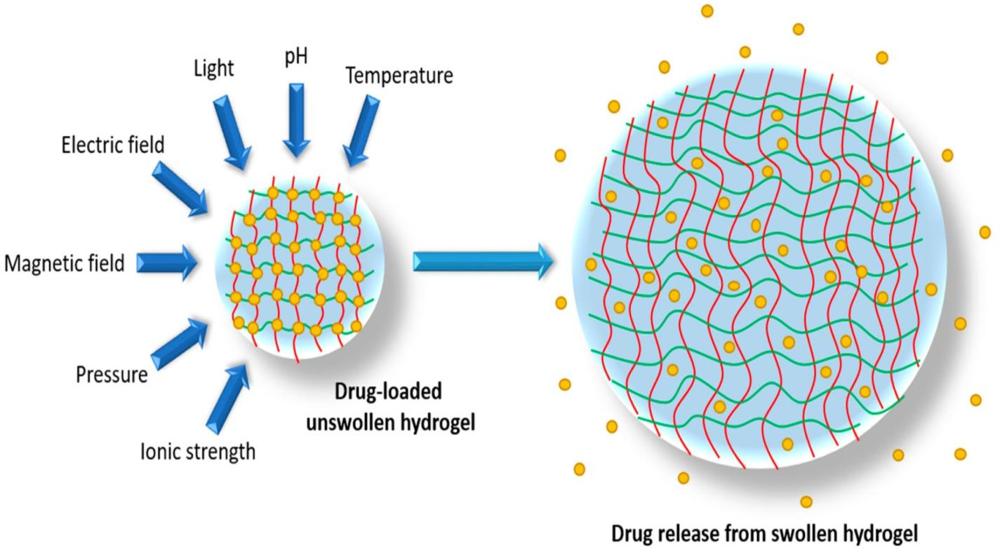 Light
pH
Temperature
Electric field
Magnetic field
Pressure
Ionic strength
Drug-loaded
unswollen hydrogel
Drug release from swollen hydrogel